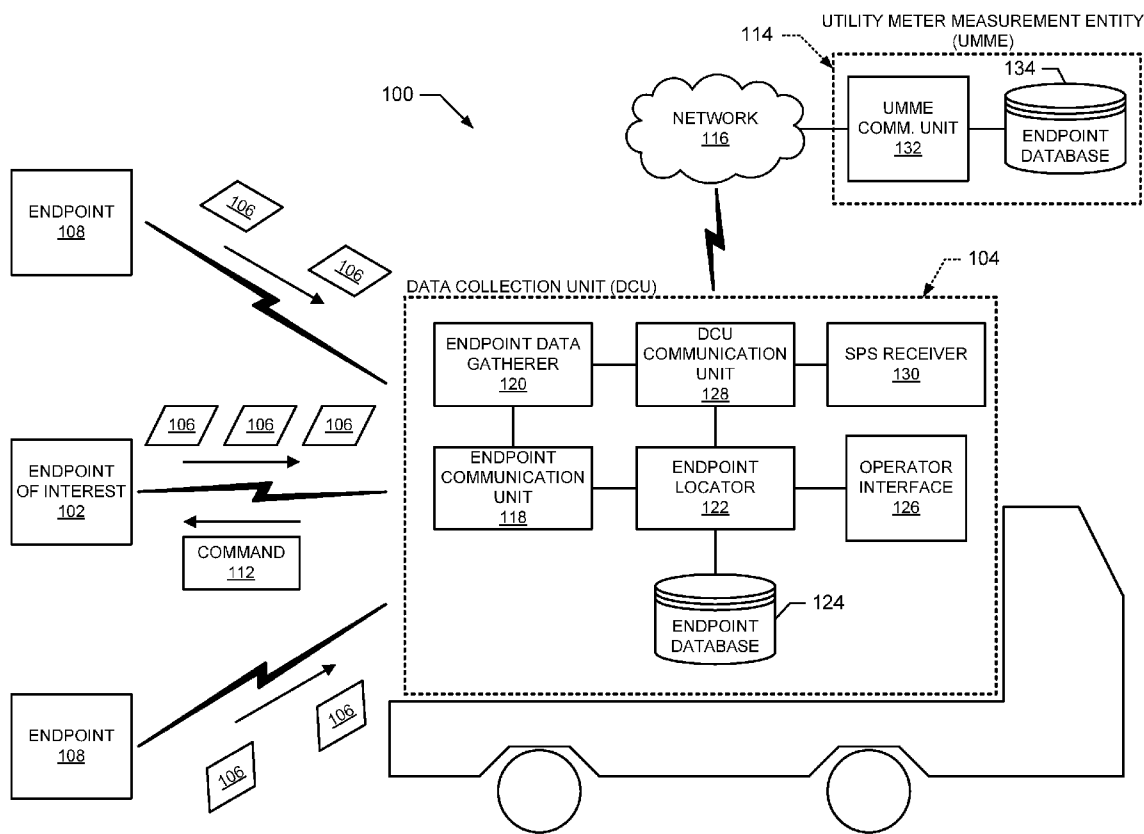 UTILITY METER MEASUREMENT ENTITY
(UMME)
114
134
100
NETWORK
116
UMME
COMM. UNIT
132
ENDPOINT
DATABASE
ENDPOINT
108
106
106
104
DATA COLLECTION UNIT (DCU)
ENDPOINT DATA
GATHERER
120
DCU
COMMUNICATION
UNIT
128
SPS RECEIVER
130
106
106
106
ENDPOINT
OF INTEREST
102
ENDPOINT
COMMUNICATION
UNIT
118
ENDPOINT
LOCATOR
122
OPERATOR
INTERFACE
126
COMMAND
112
124
ENDPOINT
DATABASE
ENDPOINT
108
106
106